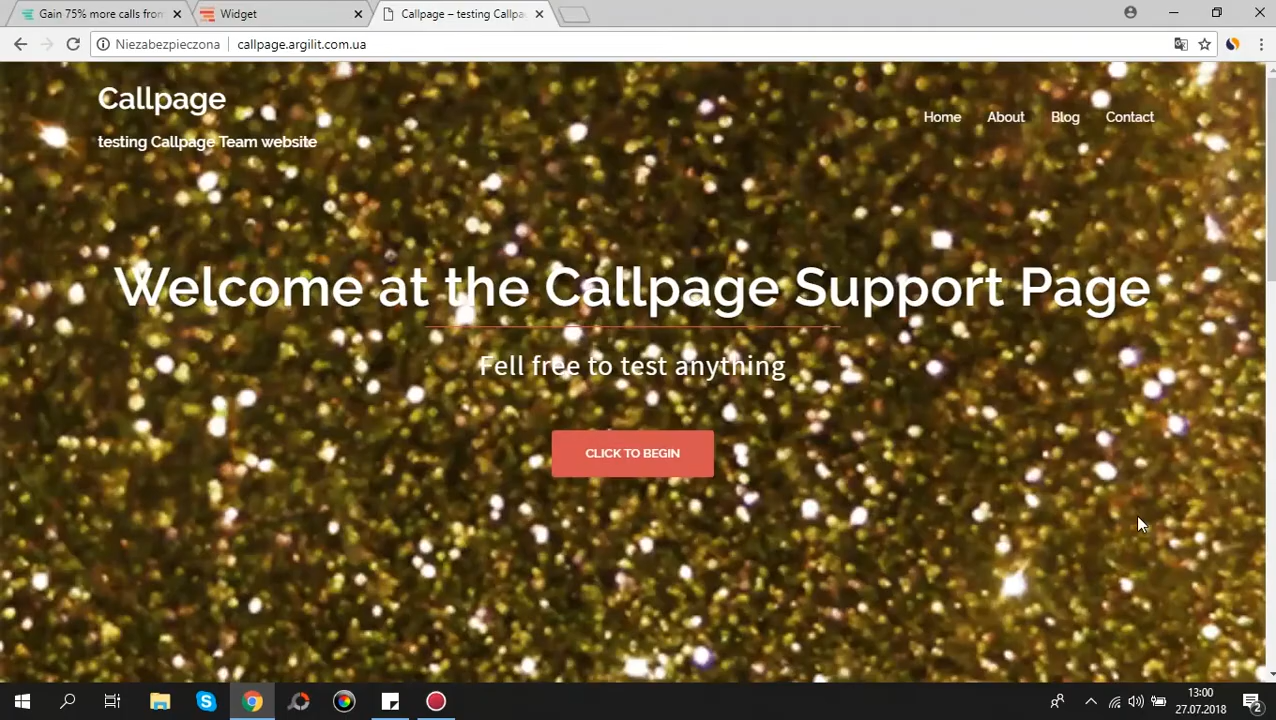 Gain 75% more calls from
Widget
Callpage – testing Callpa
Niezabezpieczona
callpage.argilit.com.ua
Callpage
testing Callpage Team website
Home
About
Blog
Contact
Welcome at the Callpage Support Page
Fell free to test anything
CLICK TO BEGIN
13:00
27.07.2018
2